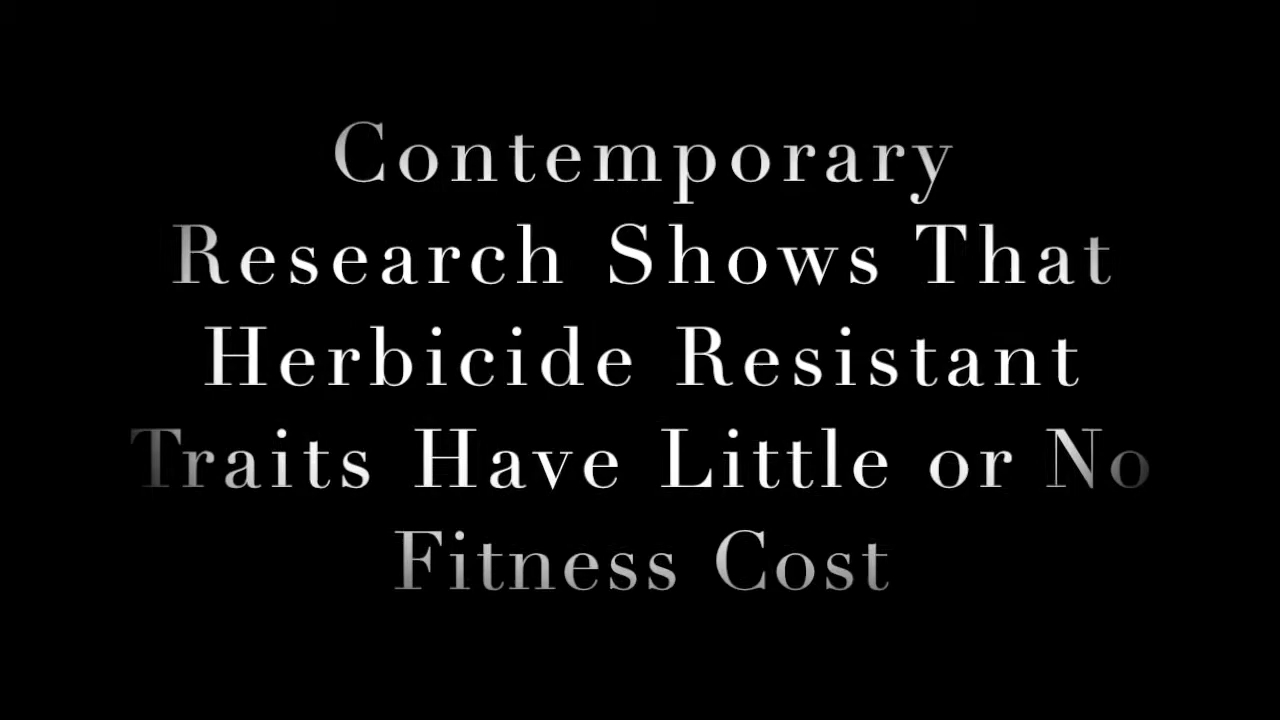 Contemporary
Research Shows That
Herbicide Resistant
Traits Have Little or No
Fitness Cost